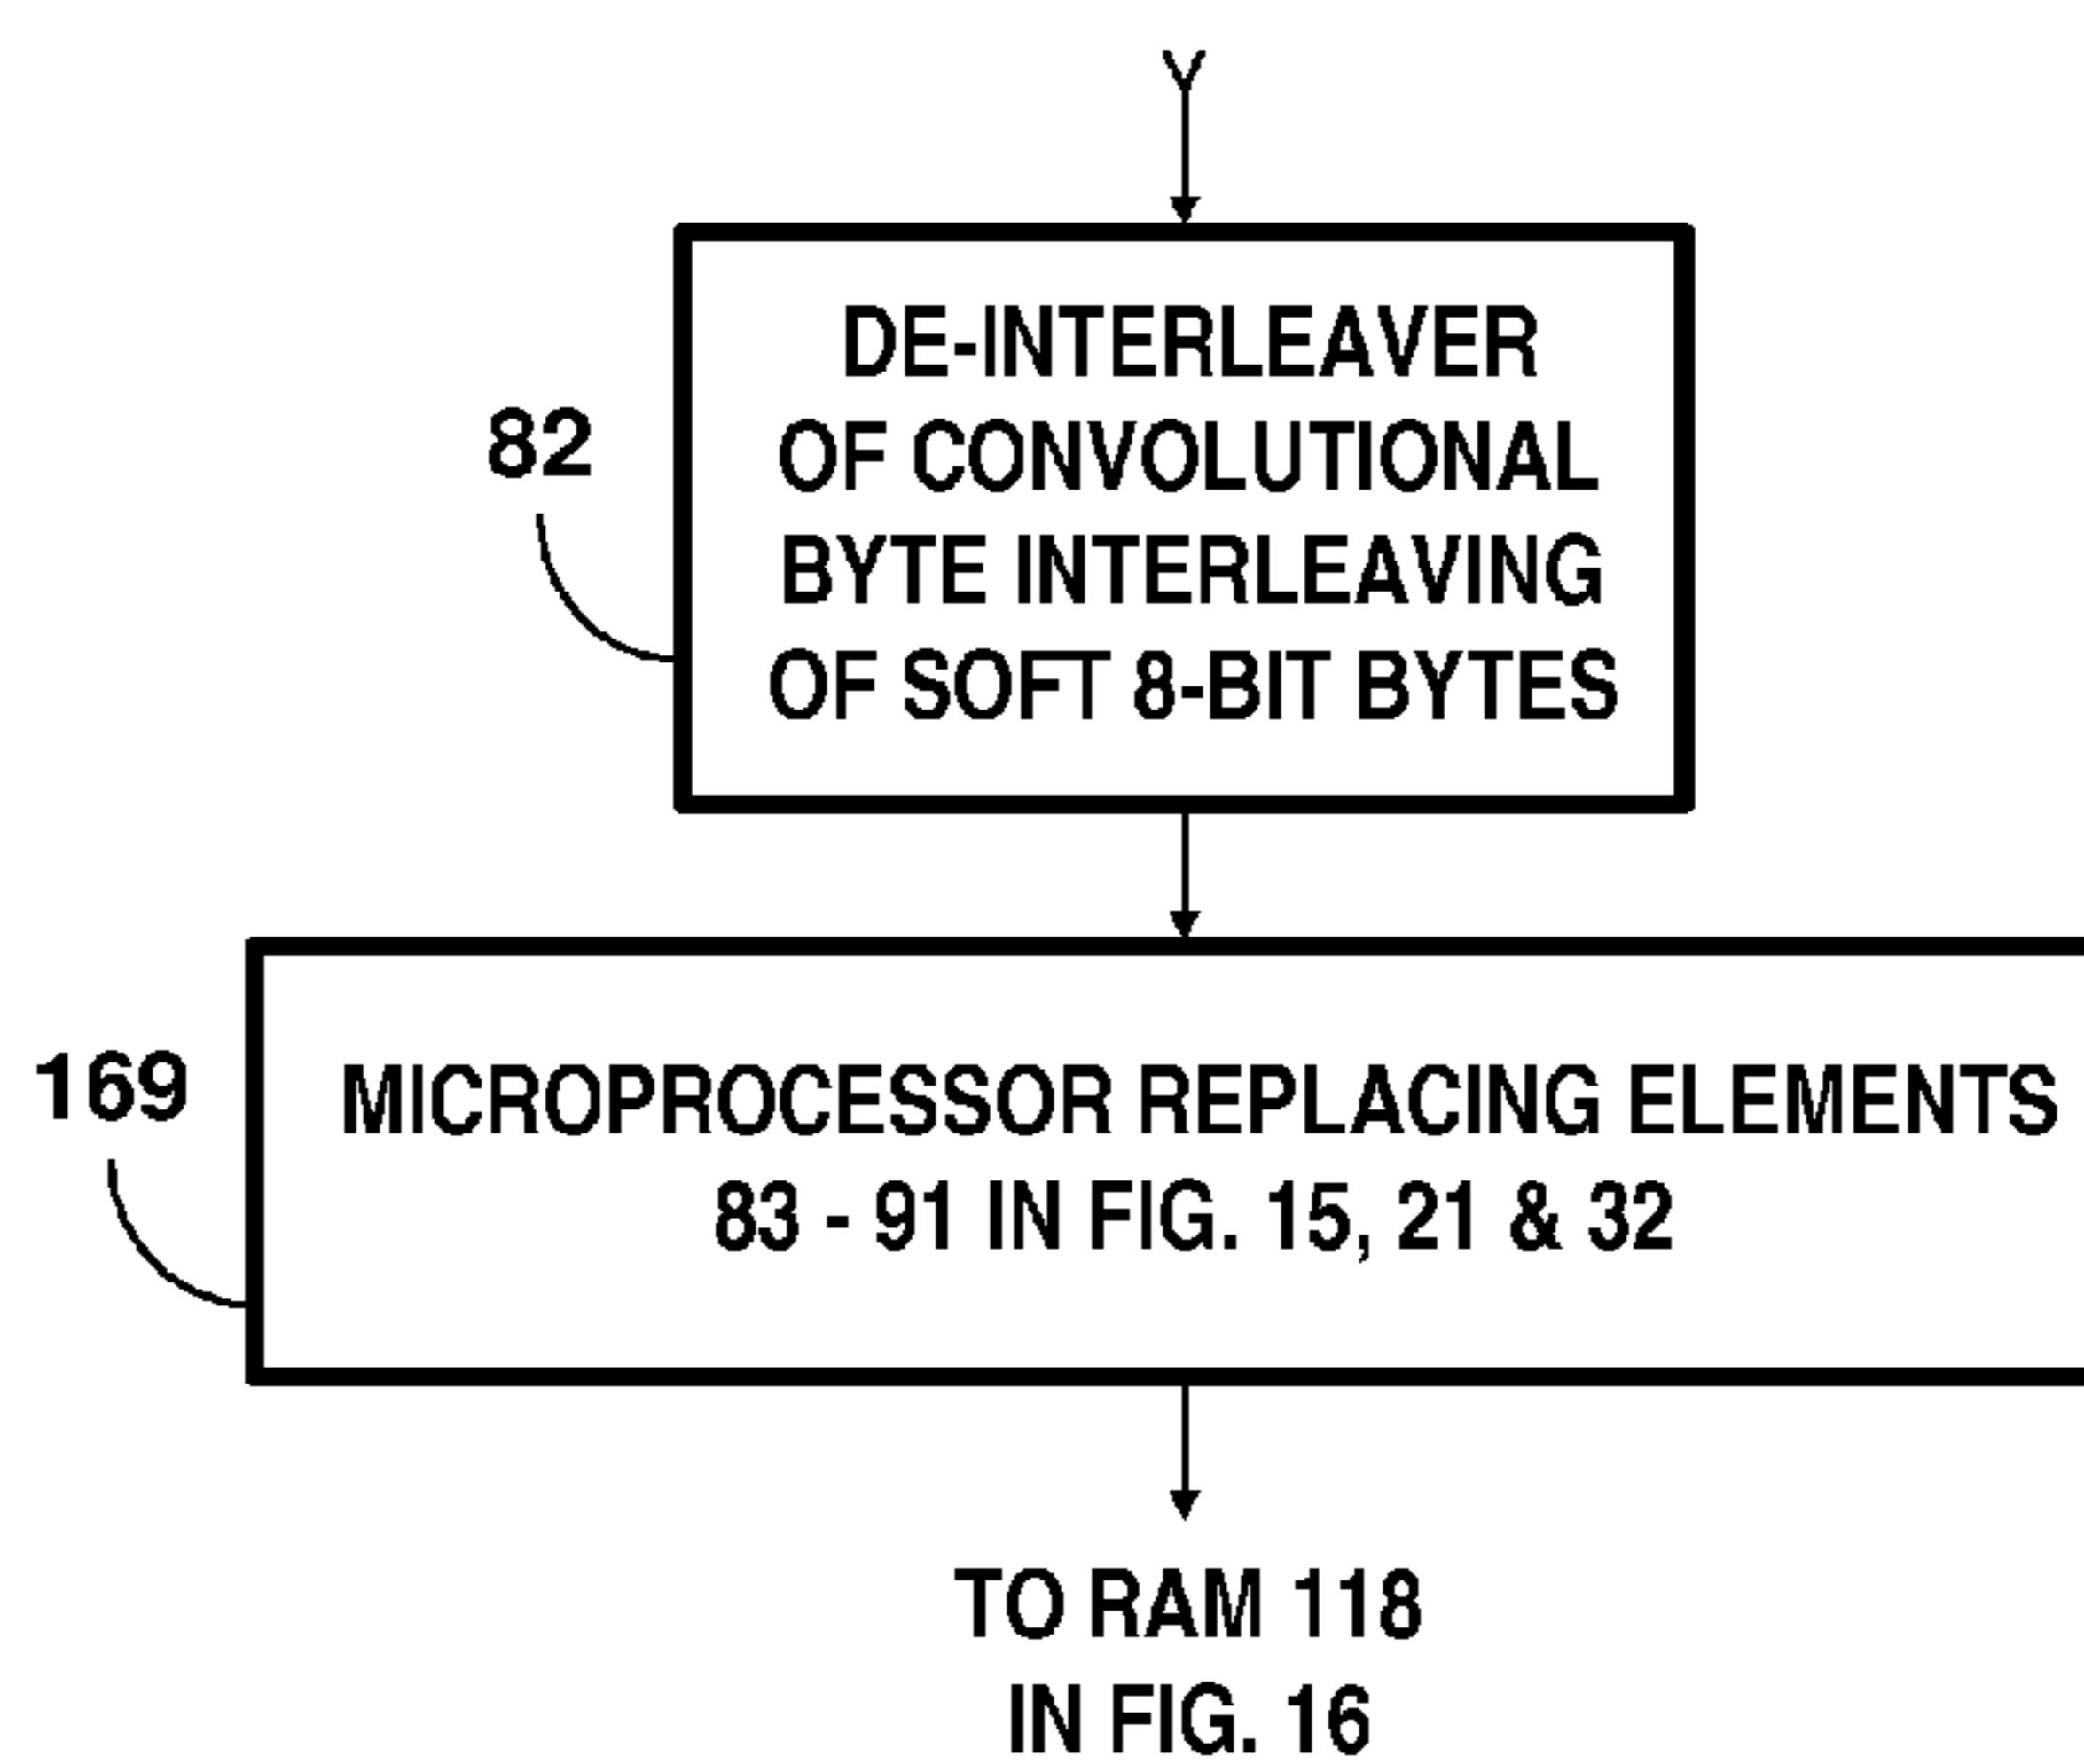 Y
DE-INTERLEAVER
OF CONVOLUTIONAL
BYTE INTERLEAVING
OF SOFT 8-BIT BYTES
82
MICROPROCESSOR REPLACING ELEMENTS
83 - 91 IN FIG. 15, 21 & 32
169
TO RAM 118
IN FIG. 16